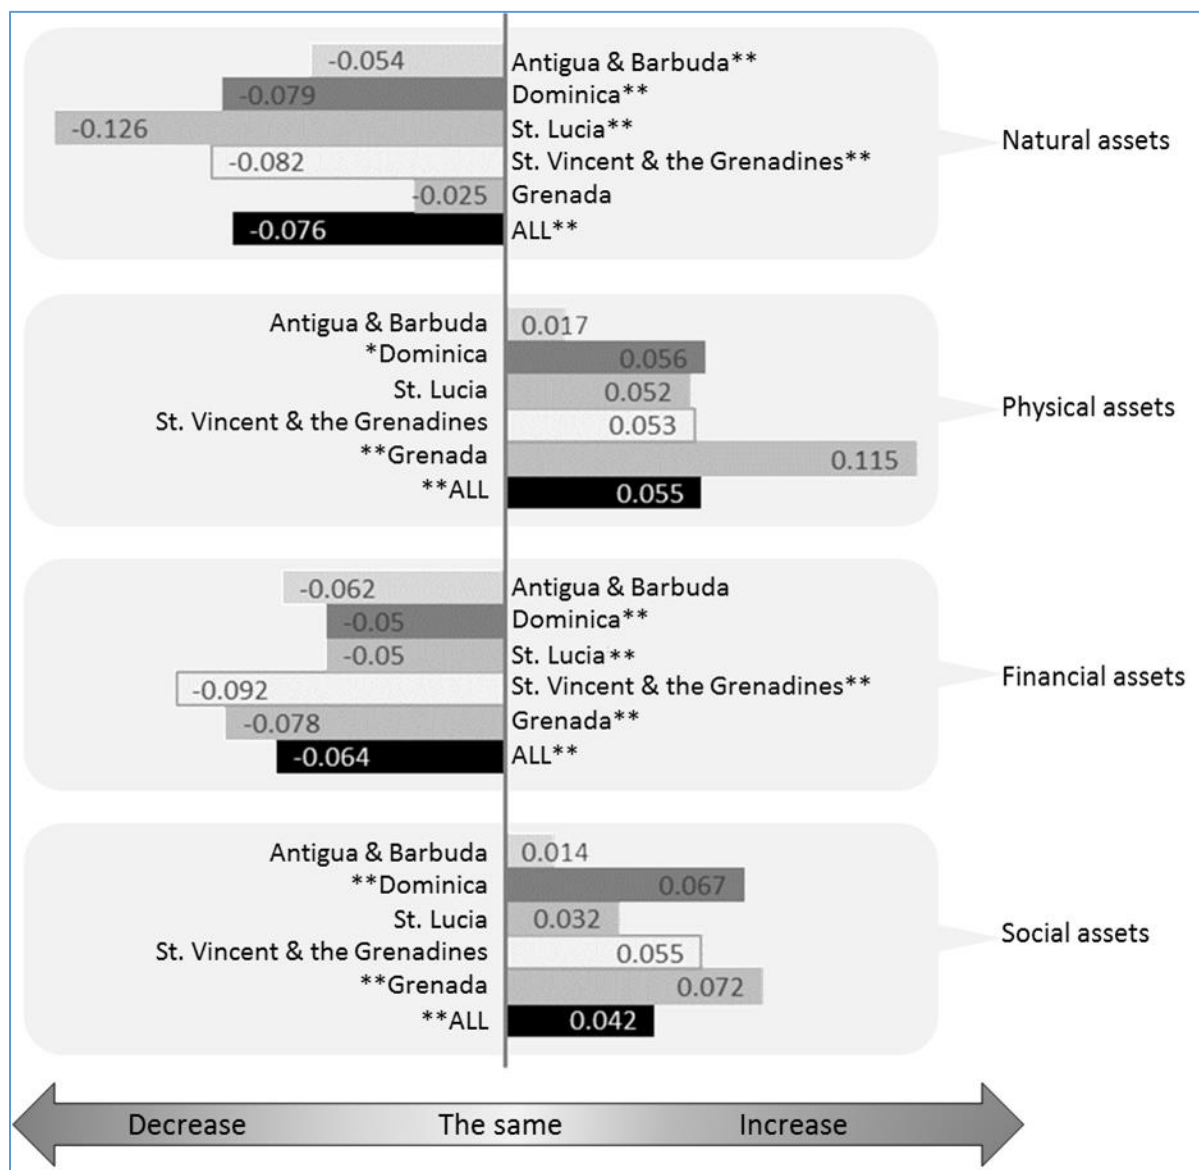 -0.054 Antigua & Barbuda**
-0.079 Dominica**
-0.126 St. Lucia**
-0.082 St. Vincent & the Grenadines**
-0.025 Grenada
-0.076 ALL**
Natural assets
Antigua & Barbuda 0.017
*Dominica 0.056
St. Lucia 0.052
St. Vincent & the Grenadines 0.053
**Grenada 0.115
**ALL 0.055
Physical assets
-0.062 Antigua & Barbuda
-0.05 Dominica**
-0.05 St. Lucia**
-0.092 St. Vincent & the Grenadines**
-0.078 Grenada**
-0.064 ALL**
Financial assets
Antigua & Barbuda 0.014
**Dominica 0.067
St. Lucia 0.032
St. Vincent & the Grenadines 0.055
**Grenada 0.072
**ALL 0.042
Social assets
Decrease The same Increase